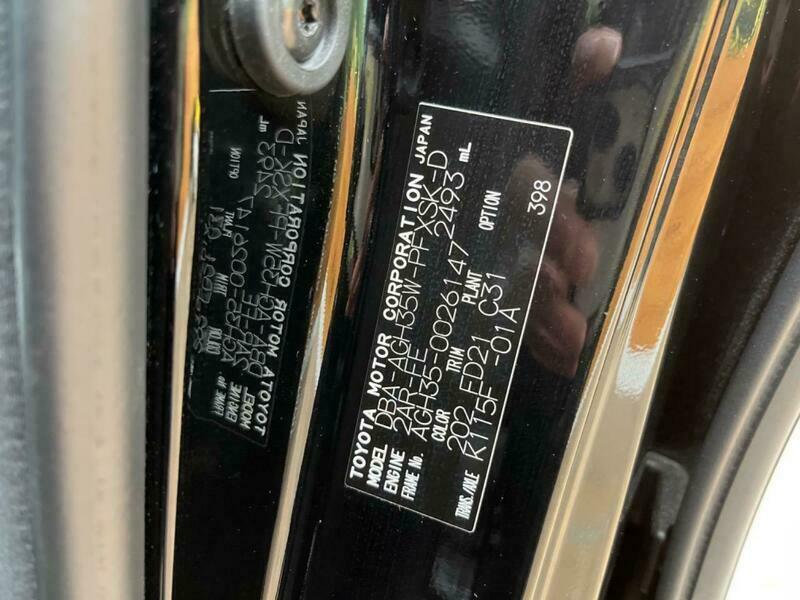 TOYOTA MOTOR CORPORATION JAPAN
MODEL DBA-AGH35W-PFXSK-D
ENGINE 2AR-FE 2493 mL
FRAME No. AGH35-0026147
COLOR TRIM PLANT OPTION
202 FD21 C31
TRANS./AXLE R115F -01A 398